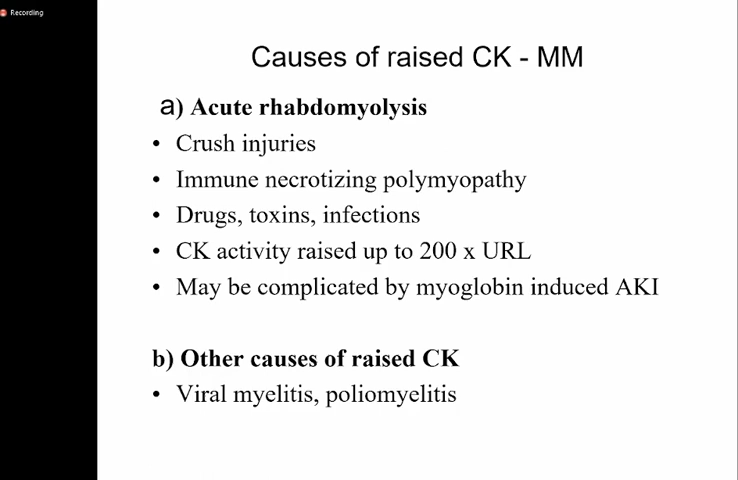 Recording
Causes of raised CK - MM
a) Acute rhabdomyolysis
• Crush injuries
• Immune necrotizing polymyopathy
• Drugs, toxins, infections
• CK activity raised up to 200 x URL
• May be complicated by myoglobin induced AKI
b) Other causes of raised CK
• Viral myelitis, poliomyelitis